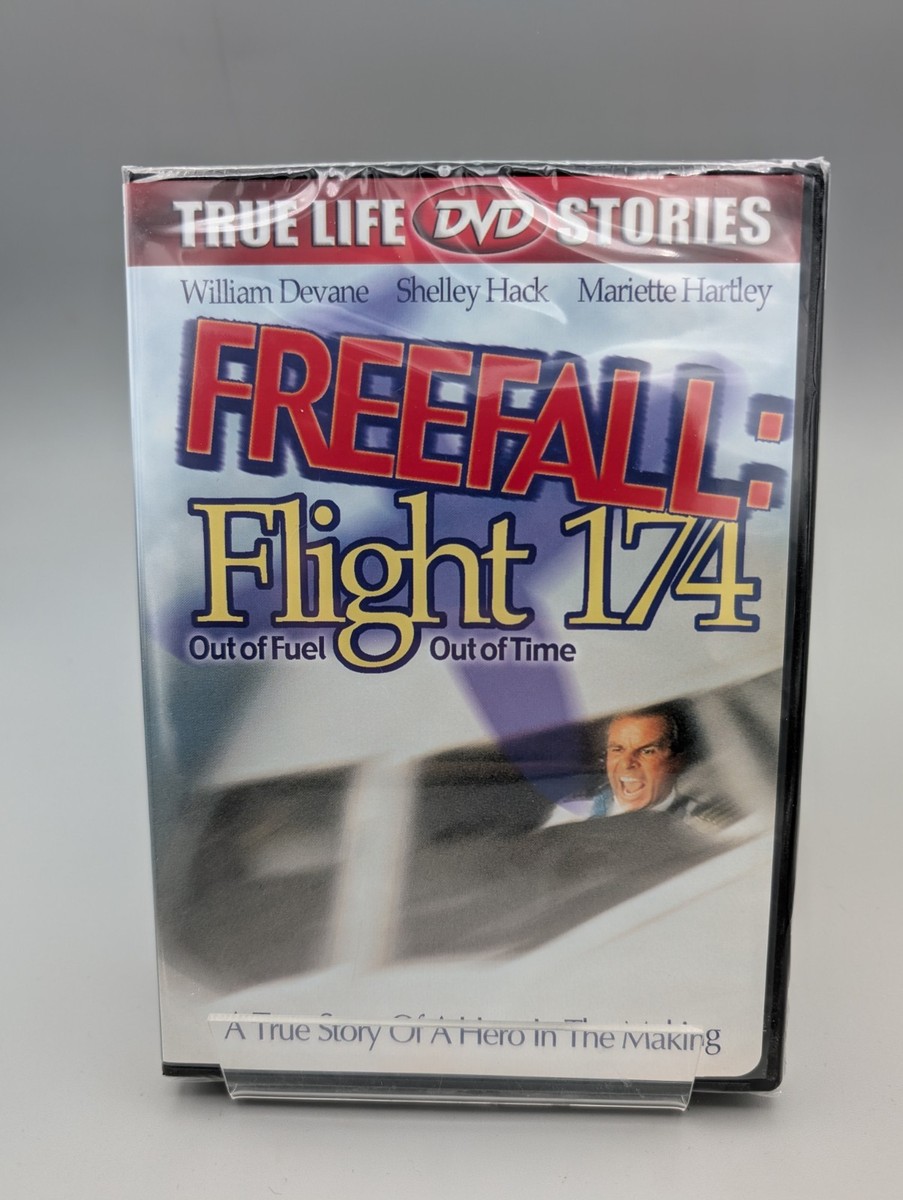 TRUE LIFE DVD STORIES
William Devane Shelley Hack Mariette Hartley
FREEFALL:
Flight 174
Out of Fuel Out of Time
A True Story Of A Hero In The Making